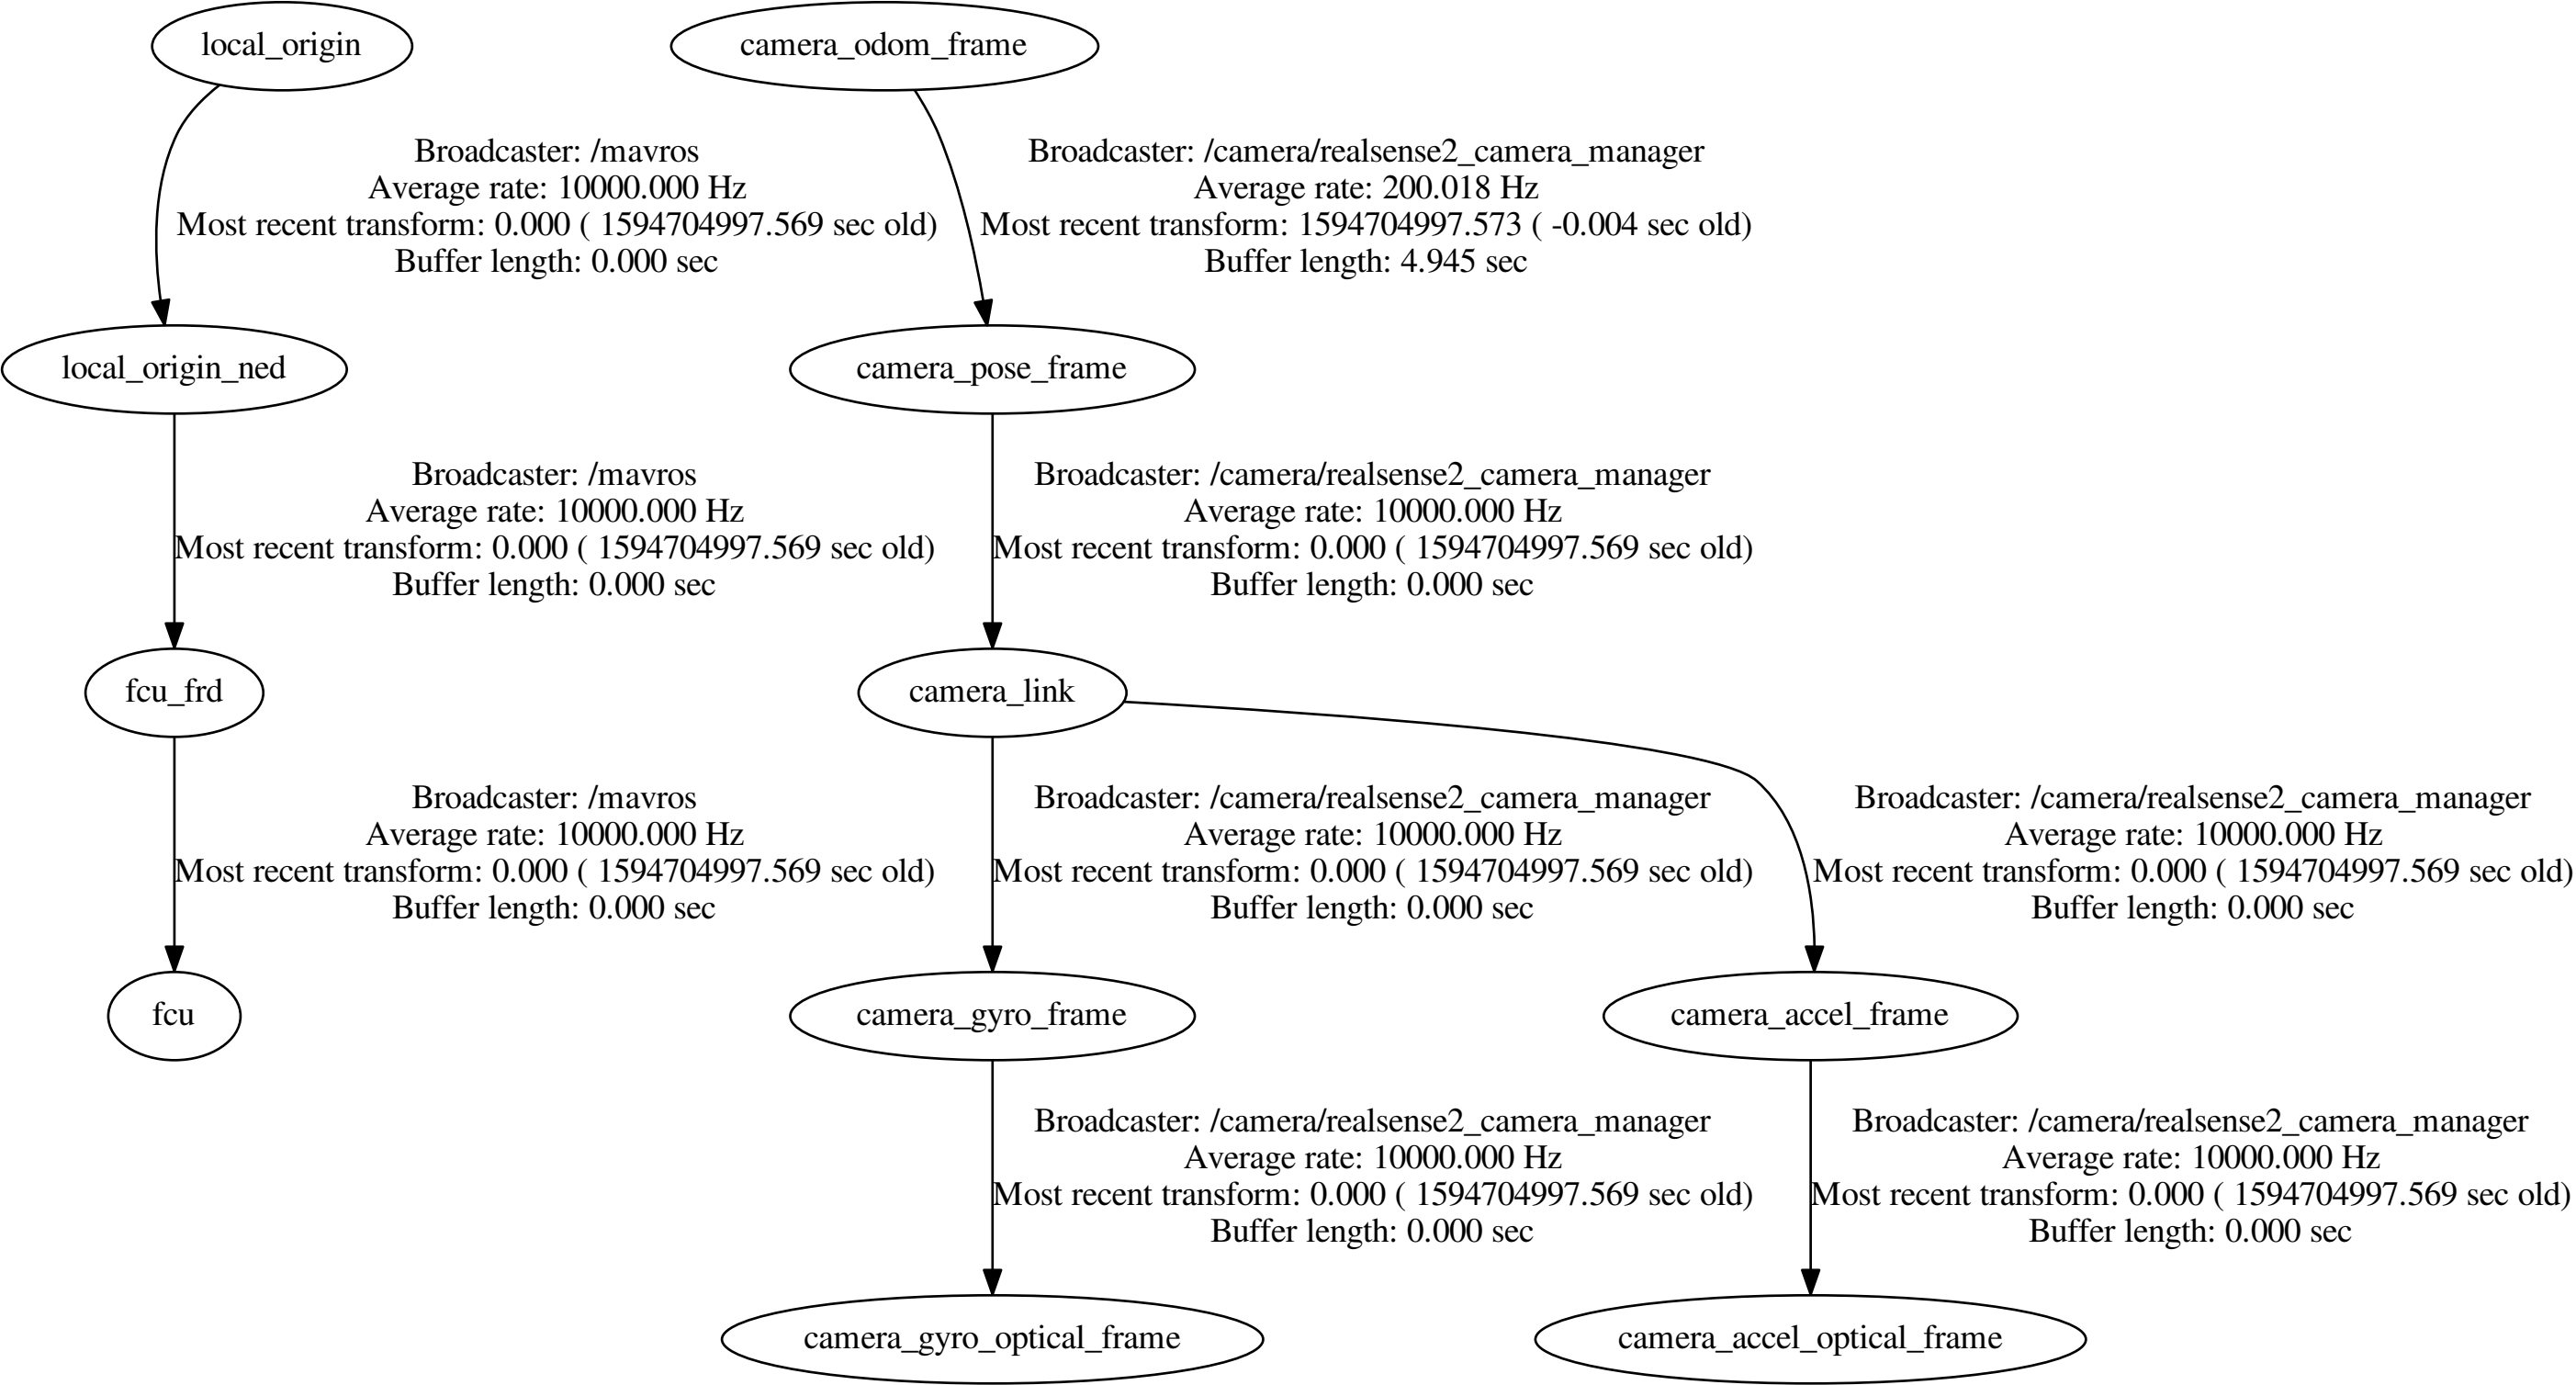 local_origin
camera_odom_frame
Broadcaster: /mavros
Average rate: 10000.000 Hz
Most recent transform: 0.000 ( 1594704997.569 sec old)
Buffer length: 0.000 sec
Broadcaster: /camera/realsense2_camera_manager
Average rate: 200.018 Hz
Most recent transform: 1594704997.573 ( -0.004 sec old)
Buffer length: 4.945 sec
local_origin_ned
camera_pose_frame
Broadcaster: /mavros
Average rate: 10000.000 Hz
Most recent transform: 0.000 ( 1594704997.569 sec old)
Buffer length: 0.000 sec
Broadcaster: /camera/realsense2_camera_manager
Average rate: 10000.000 Hz
Most recent transform: 0.000 ( 1594704997.569 sec old)
Buffer length: 0.000 sec
fcu_frd
camera_link
Broadcaster: /mavros
Average rate: 10000.000 Hz
Most recent transform: 0.000 ( 1594704997.569 sec old)
Buffer length: 0.000 sec
Broadcaster: /camera/realsense2_camera_manager
Average rate: 10000.000 Hz
Most recent transform: 0.000 ( 1594704997.569 sec old)
Buffer length: 0.000 sec
Broadcaster: /camera/realsense2_camera_manager
Average rate: 10000.000 Hz
Most recent transform: 0.000 ( 1594704997.569 sec old)
Buffer length: 0.000 sec
fcu
camera_gyro_frame
camera_accel_frame
Broadcaster: /camera/realsense2_camera_manager
Average rate: 10000.000 Hz
Most recent transform: 0.000 ( 1594704997.569 sec old)
Buffer length: 0.000 sec
Broadcaster: /camera/realsense2_camera_manager
Average rate: 10000.000 Hz
Most recent transform: 0.000 ( 1594704997.569 sec old)
Buffer length: 0.000 sec
camera_gyro_optical_frame
camera_accel_optical_frame